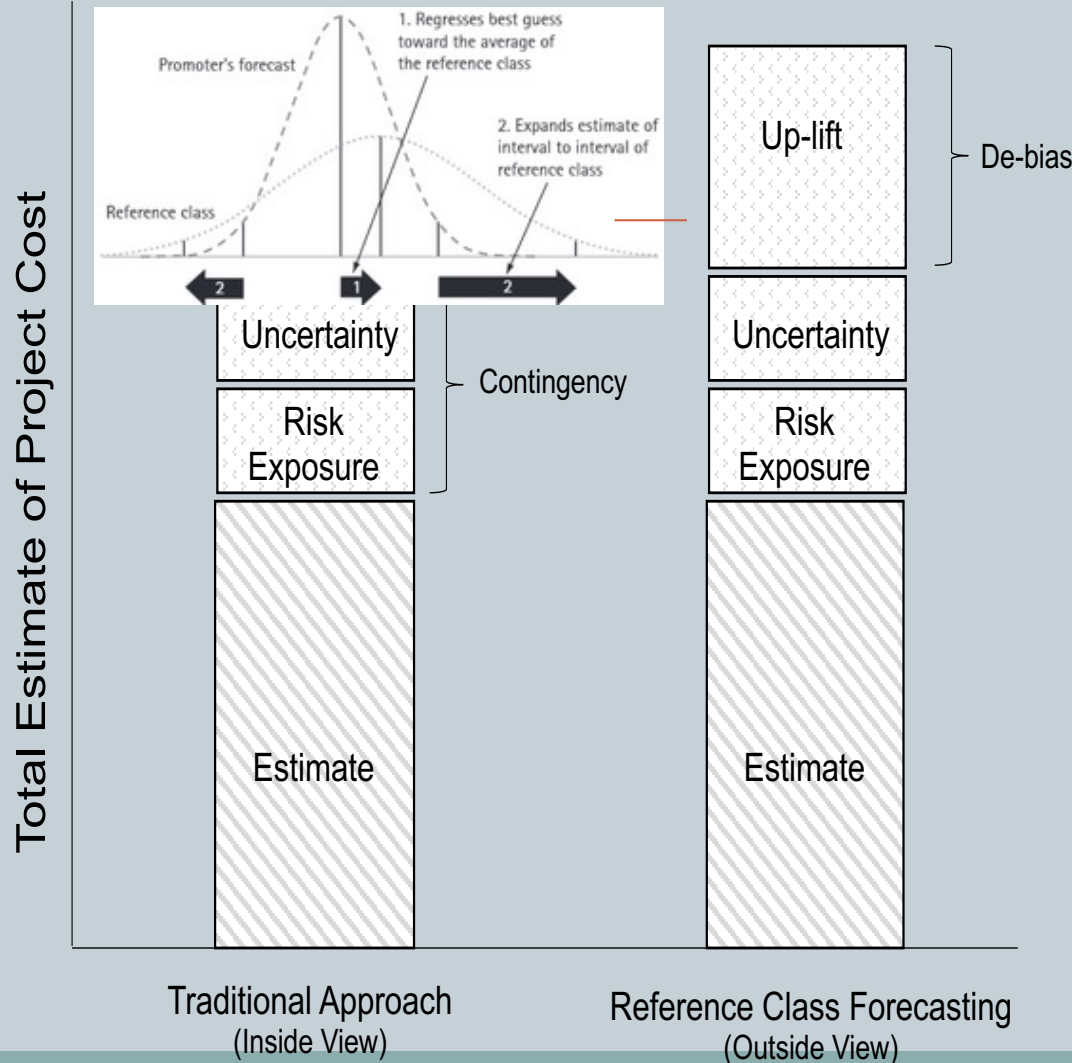 1. Regresses best guess
toward the average of
the reference class
Promoter's forecast
2. Expands estimate of
interval to interval of
reference class
Reference class
2
1
2
Total Estimate of Project Cost
Uncertainty
Contingency
Risk
Exposure
Estimate
Up-lift
De-bias
Uncertainty
Risk
Exposure
Estimate
Traditional Approach
(Inside View)
Reference Class Forecasting
(Outside View)